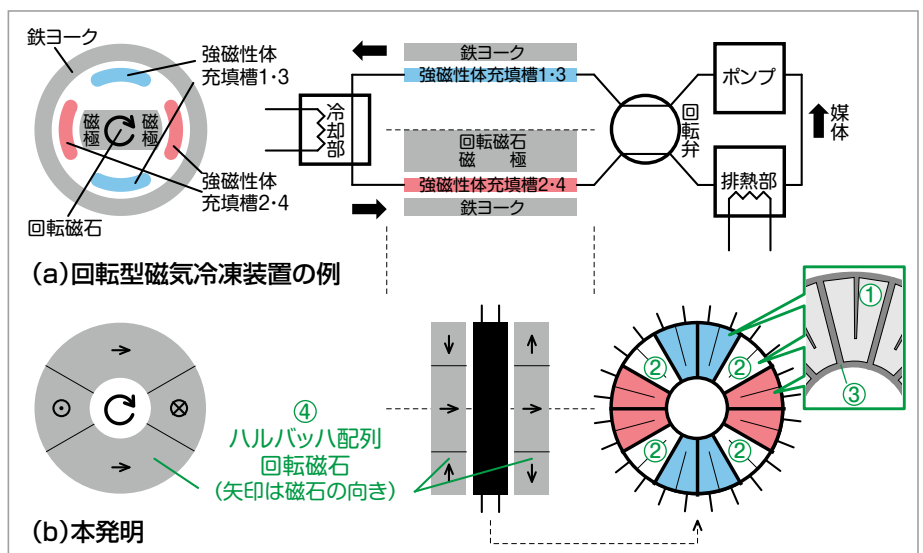 鉄ヨーク
強磁性体
充填槽1・3
磁極
磁極
強磁性体
充填槽2・4
回転磁石
冷却部
鉄ヨーク
強磁性体充填槽1・3
回転磁石
磁 極
強磁性体充填槽2・4
鉄ヨーク
回転弁
ポンプ
排熱部
媒体
(a)回転型磁気冷凍装置の例
①
②
②
③
②
②
④
ハルバッハ配列
回転磁石
(矢印は磁石の向き)
(b)本発明